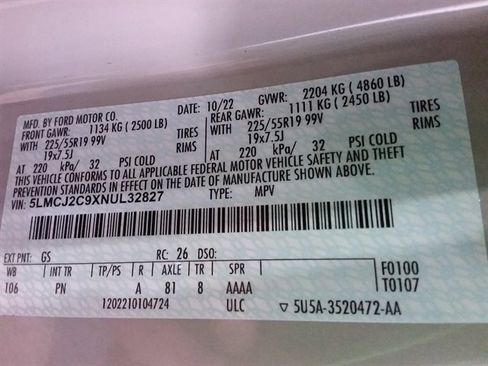 MFD. BY FORD MOTOR CO. DATE: 10/22 GVWR: 2204 KG ( 4860 LB)
FRONT GAWR: 1134 KG ( 2500 LB) REAR GAWR: 1111 KG ( 2450 LB)
WITH 225/55R19 99V TIRES WITH 225/55R19 99V TIRES
19x7.5J RIMS 19x7.5J RIMS
AT 220 kPa/ 32 PSI COLD AT 220 kPa/ 32 PSI COLD
THIS VEHICLE CONFORMS TO ALL APPLICABLE FEDERAL MOTOR VEHICLE SAFETY AND THEFT
PREVENTION STANDARDS IN EFFECT ON THE DATE OF MANUFACTURE SHOWN ABOVE.
VIN: 5LMCJ2C9XNUL32827 TYPE: MPV
EXT PNT: GS RC: 26 DSO:
WB INT TR TP/PS R AXLE TR SPR F0100
106 PN A 81 8 AAAA T0107
1202210104724 ULC ▽ 5U5A-3520472-AA